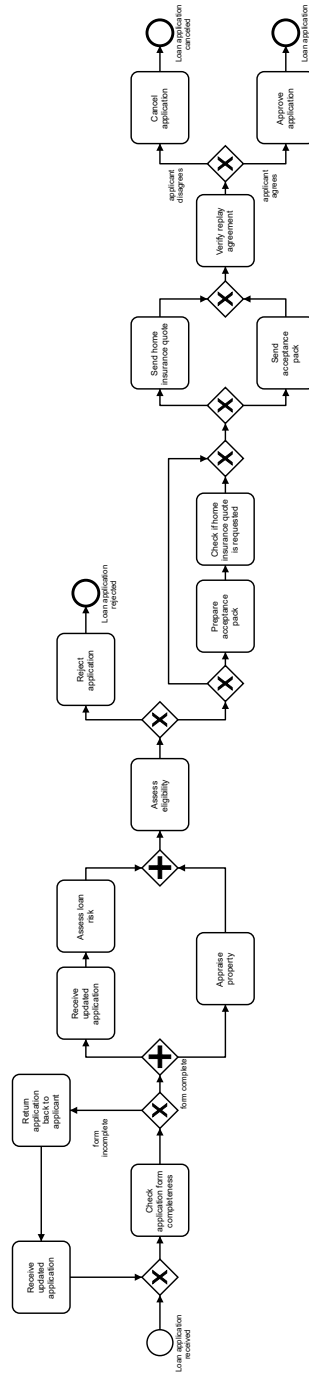 Loan application
received
Receive
updated
application
Check
application form
completeness
Return
application
back to
applicant
form
incomplete
form complete
Receive
updated
application
Assess loan
risk
Appraise
property
Assess
eligibility
Reject
application
Loan application
rejected
Prepare
acceptance
pack
Check if home
insurance quote
is requested
Send home
insurance quote
Send
acceptance
pack
Verify replay
agreement
applicant
disagrees
applicant
agrees
Cancel
application
Loan application
canceled
Approve
application
Loan application